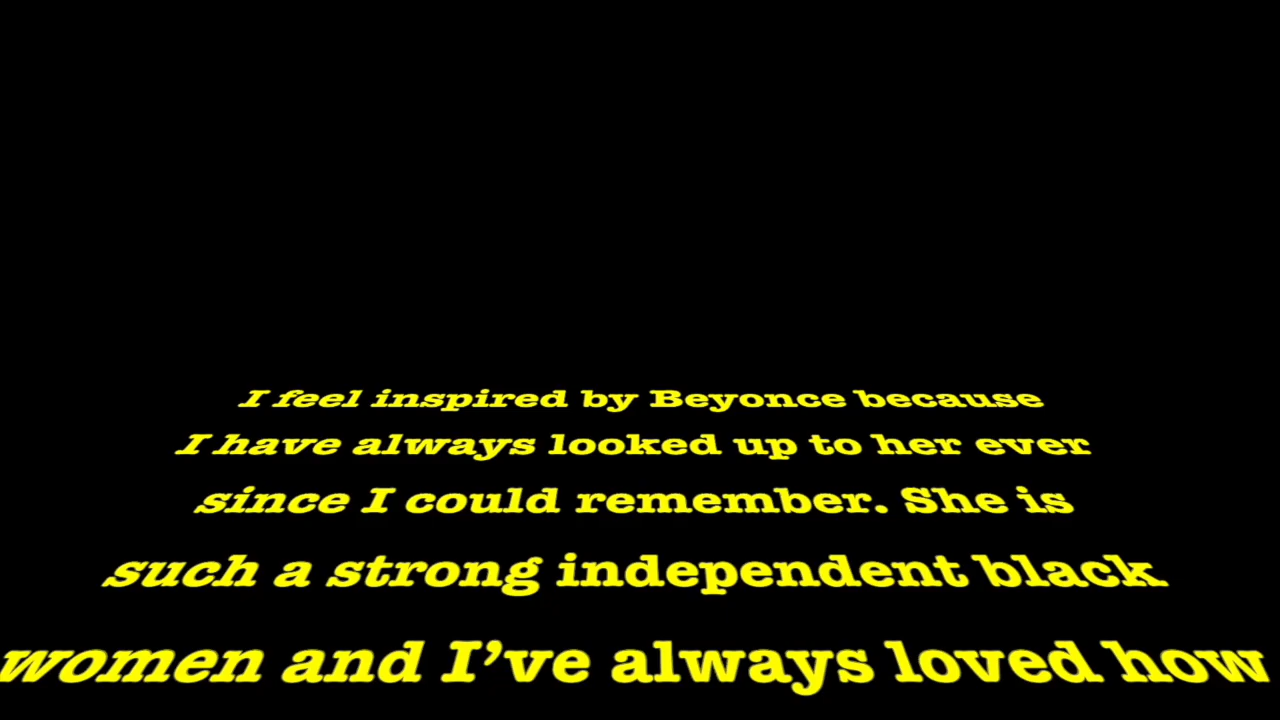 I feel inspired by Beyonce because
I have always looked up to her ever
since I could remember. She is
such a strong independent black
women and I’ve always loved how